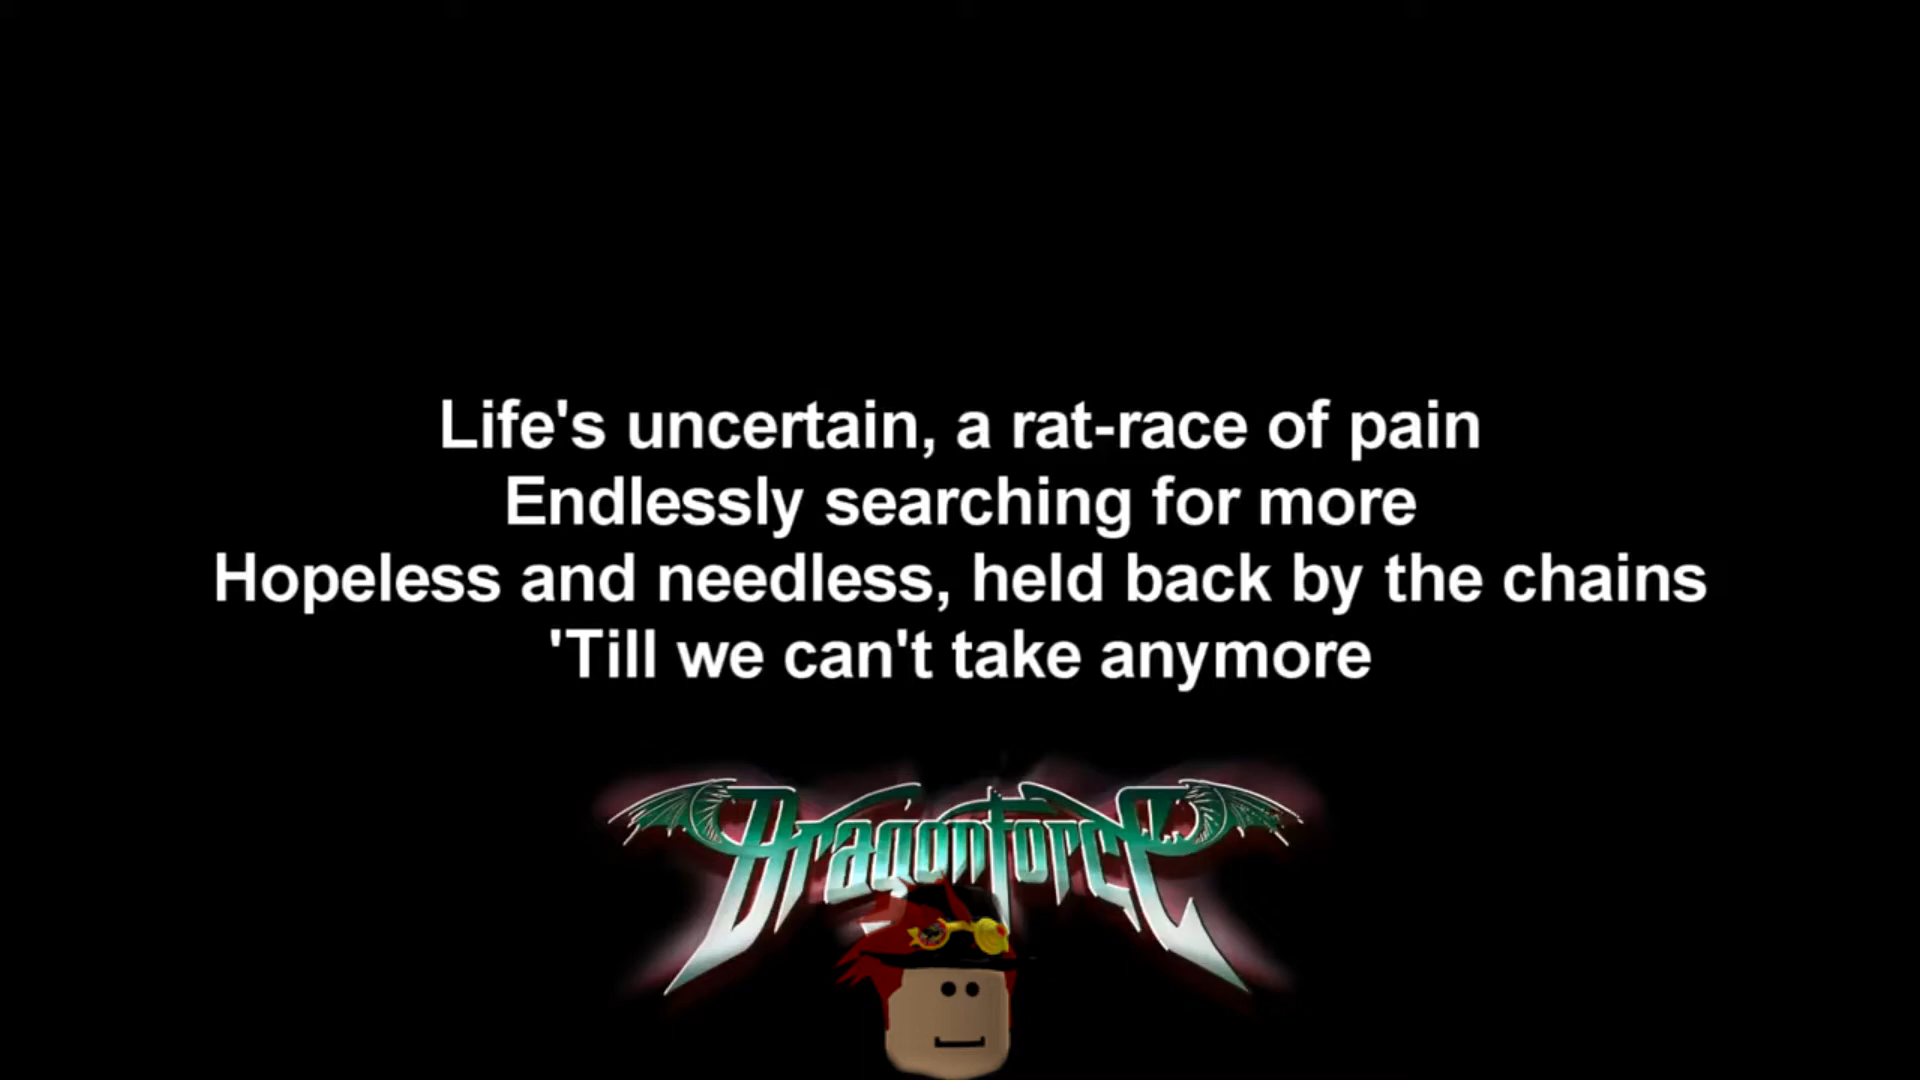 Life's uncertain, a rat-race of pain
Endlessly searching for more
Hopeless and needless, held back by the chains
'Till we can't take anymore
Dragonforce